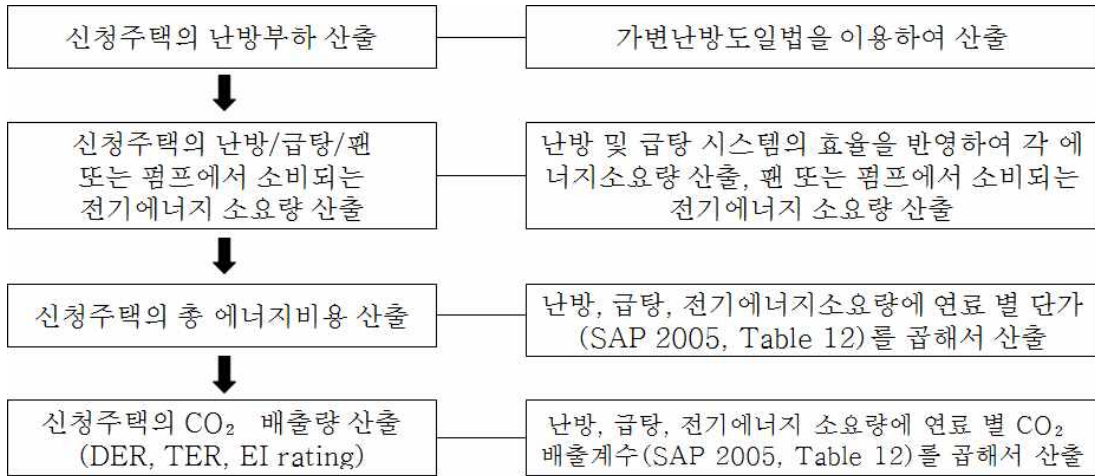 신청주택의 난방부하 산출
가변난방도일법을 이용하여 산출
신청주택의 난방/급탕/팬
또는 펌프에서 소비되는
전기에너지 소요량 산출
난방 및 급탕 시스템의 효율을 반영하여 각 에
너지소요량 산출, 팬 또는 펌프에서 소비되는
전기에너지 소요량 산출
신청주택의 총 에너지비용 산출
난방, 급탕, 전기에너지소요량에 연료 별 단가
(SAP 2005, Table 12)를 곱해서 산출
신청주택의 CO₂ 배출량 산출
(DER, TER, EI rating)
난방, 급탕, 전기에너지 소요량에 연료 별 CO₂
배출계수(SAP 2005, Table 12)를 곱해서 산출